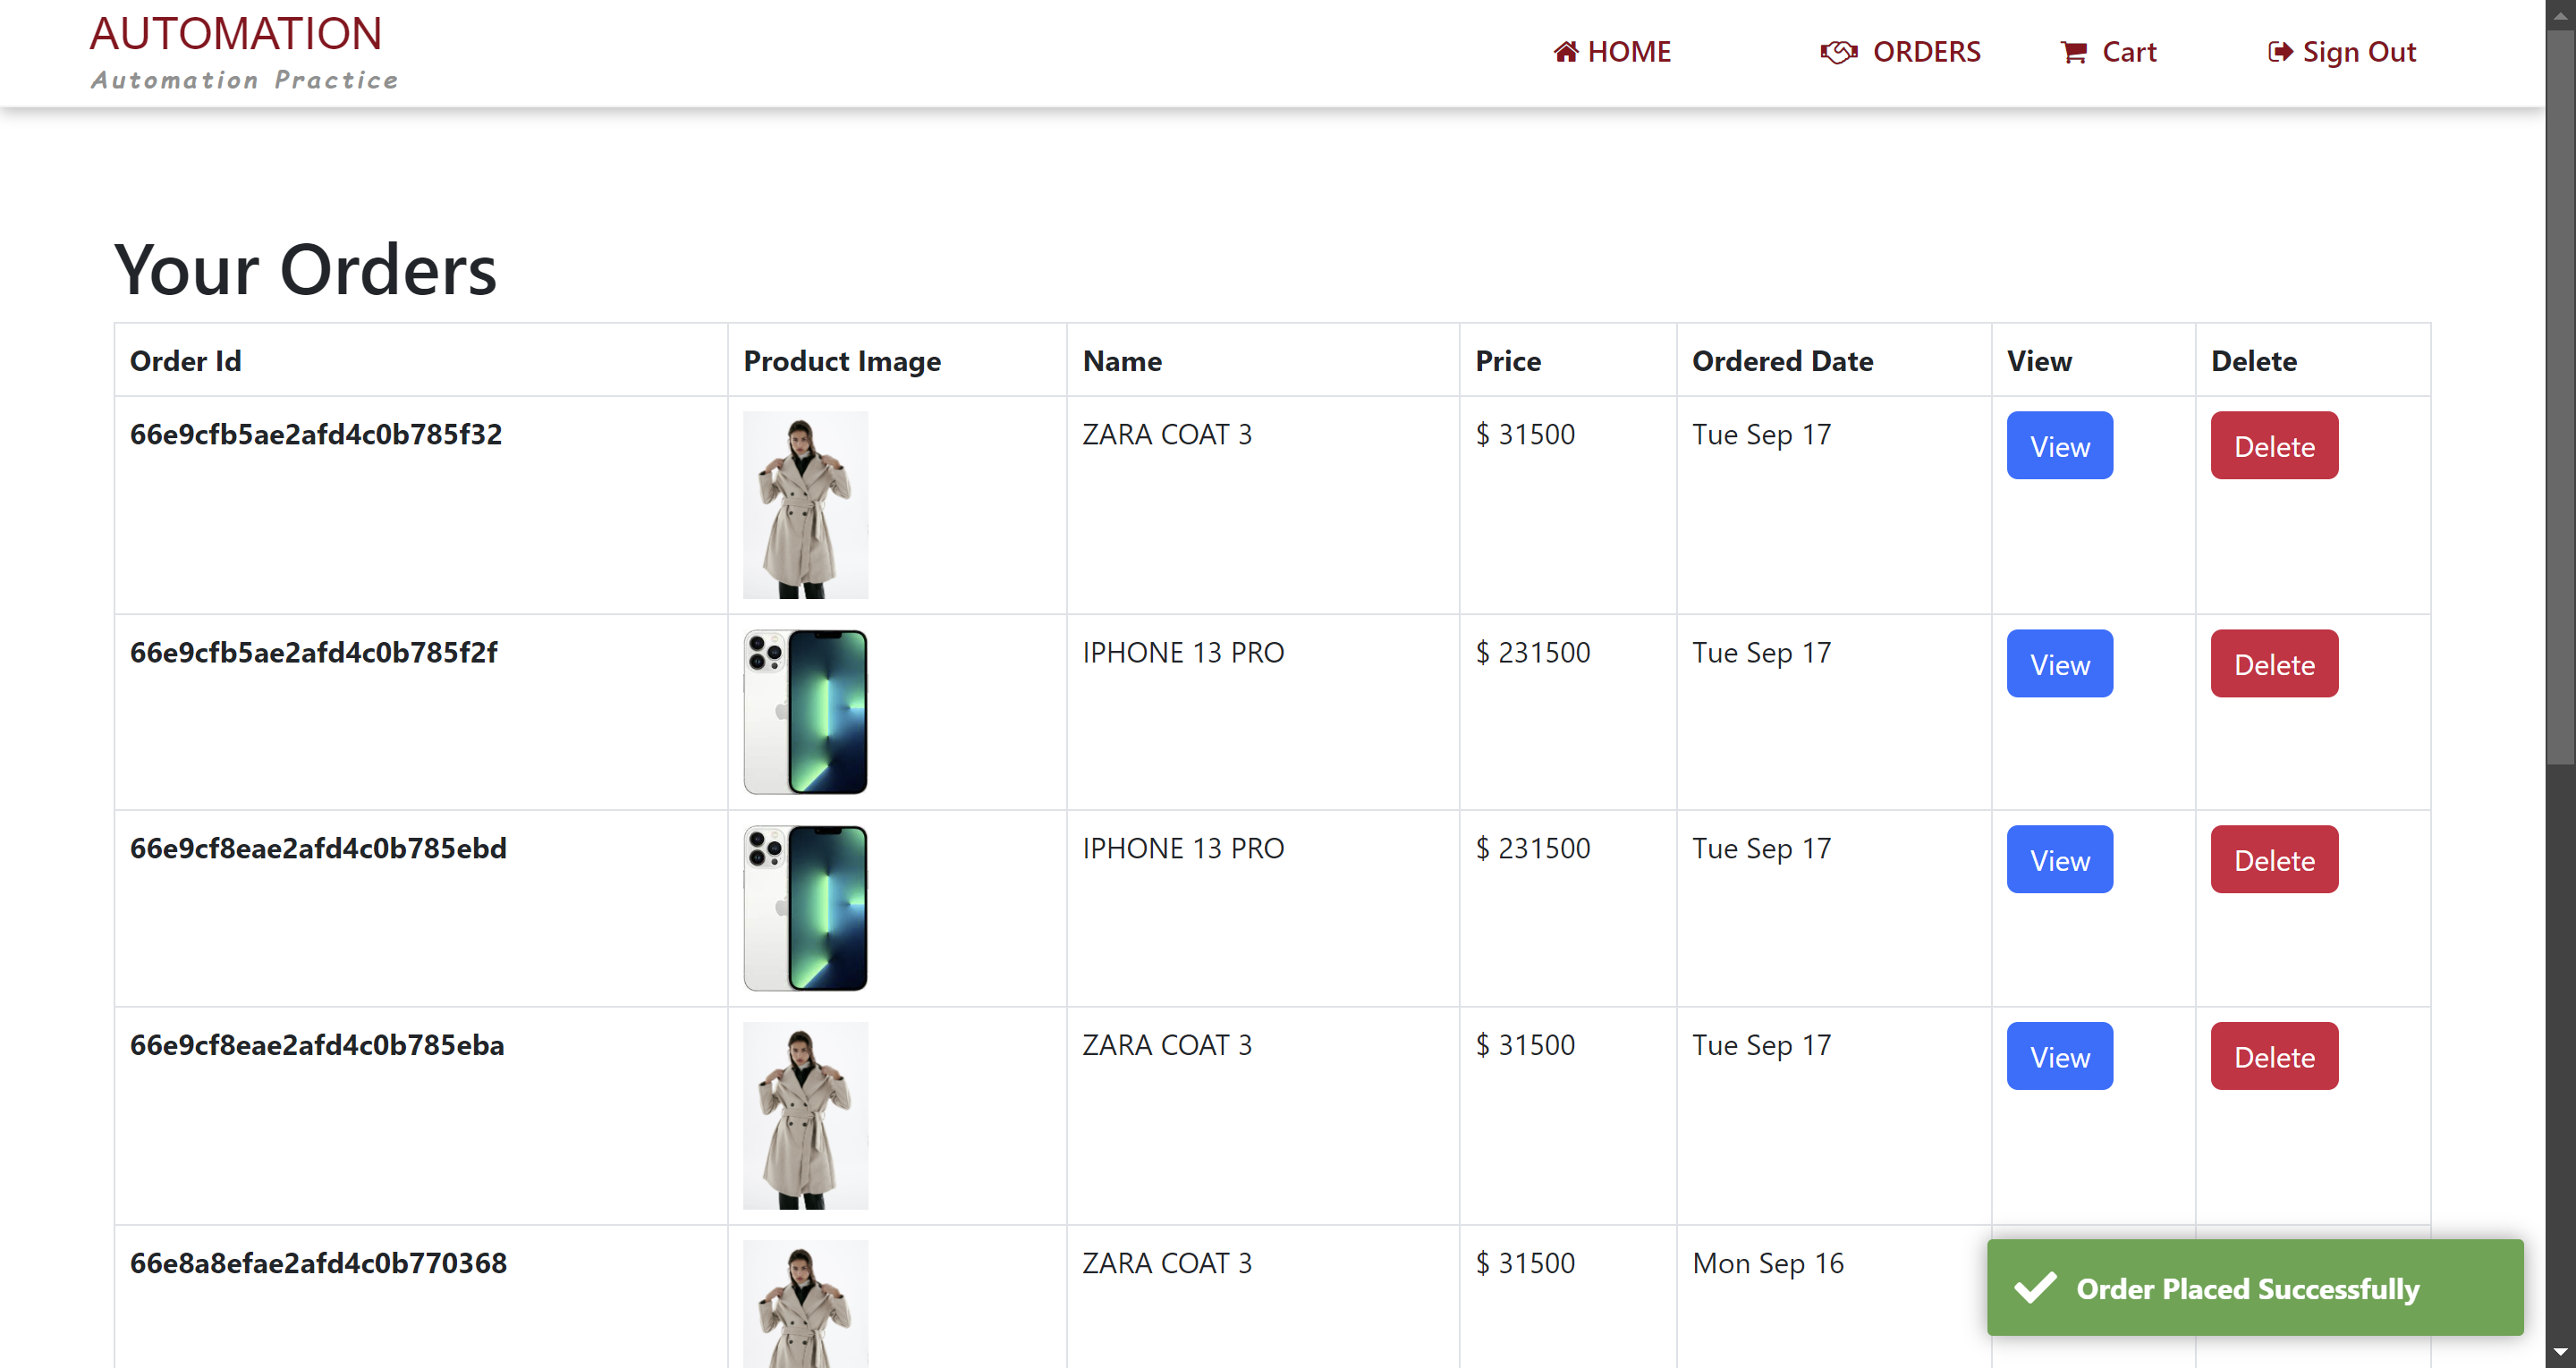 AUTOMATION
Automation Practice
HOME
ORDERS
Cart
Sign Out
Your Orders
Order Id Product Image Name Price Ordered Date View Delete
66e9cfb5ae2afd4c0b785f32 ZARA COAT 3 $ 31500 Tue Sep 17 View Delete
66e9cfb5ae2afd4c0b785f2f IPHONE 13 PRO $ 231500 Tue Sep 17 View Delete
66e9cf8eae2afd4c0b785ebd IPHONE 13 PRO $ 231500 Tue Sep 17 View Delete
66e9cf8eae2afd4c0b785eba ZARA COAT 3 $ 31500 Tue Sep 17 View Delete
66e8a8efae2afd4c0b770368 ZARA COAT 3 $ 31500 Mon Sep 16
Order Placed Successfully